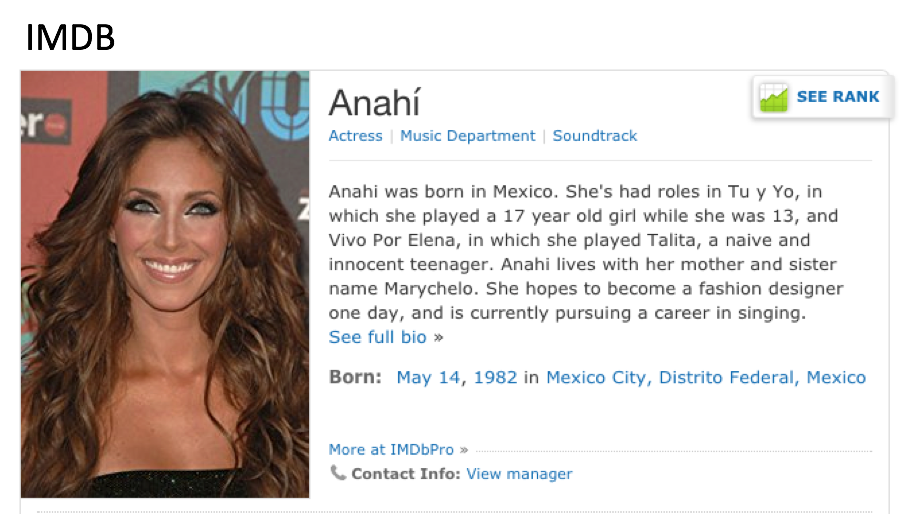 IMDB
Anahí
SEE RANK
Actress | Music Department | Soundtrack
Anahi was born in Mexico. She's had roles in Tu y Yo, in
which she played a 17 year old girl while she was 13, and
Vivo Por Elena, in which she played Talita, a naive and
innocent teenager. Anahi lives with her mother and sister
name Marychelo. She hopes to become a fashion designer
one day, and is currently pursuing a career in singing.
See full bio »
Born: May 14, 1982 in Mexico City, Distrito Federal, Mexico
More at IMDbPro »
Contact Info: View manager